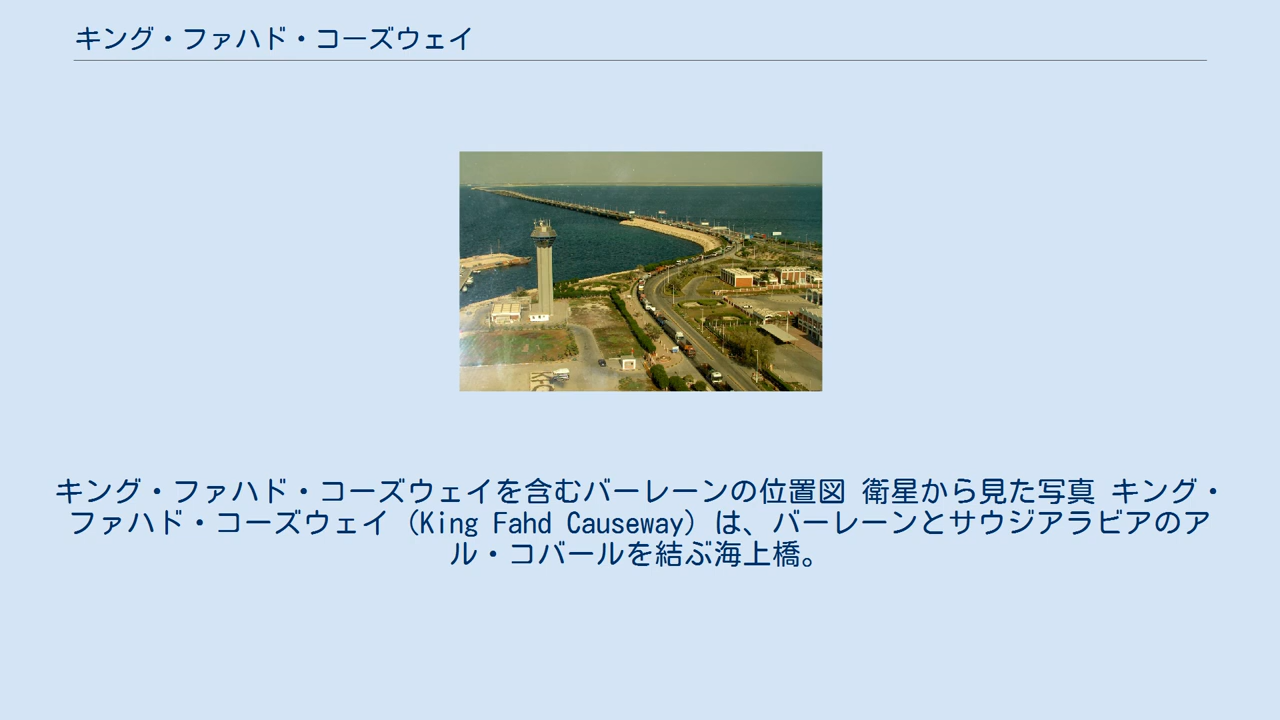 キング・ファハド・コーズウェイ
KFC
キング・ファハド・コーズウェイを含むバーレーンの位置図 衛星から見た写真 キング・
ファハド・コーズウェイ（King Fahd Causeway）は、バーレーンとサウジアラビアのア
ル・コバールを結ぶ海上橋。